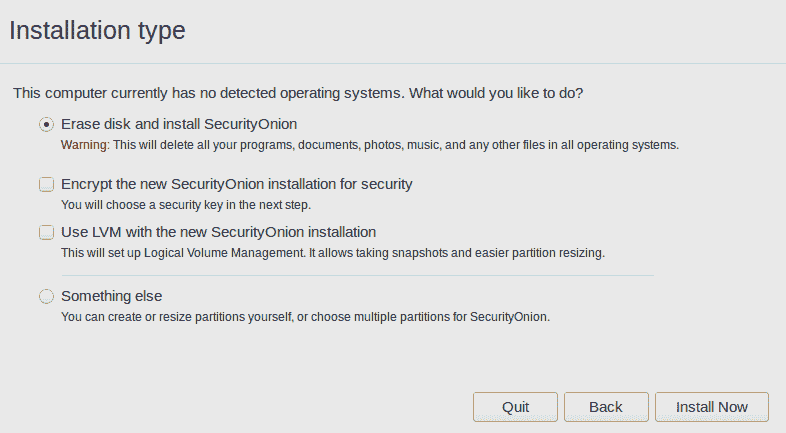 Installation type
This computer currently has no detected operating systems. What would you like to do?
Erase disk and install SecurityOnion
Warning: This will delete all your programs, documents, photos, music, and any other files in all operating systems.
Encrypt the new SecurityOnion installation for security
You will choose a security key in the next step.
Use LVM with the new SecurityOnion installation
This will set up Logical Volume Management. It allows taking snapshots and easier partition resizing.
Something else
You can create or resize partitions yourself, or choose multiple partitions for SecurityOnion.
Quit Back Install Now